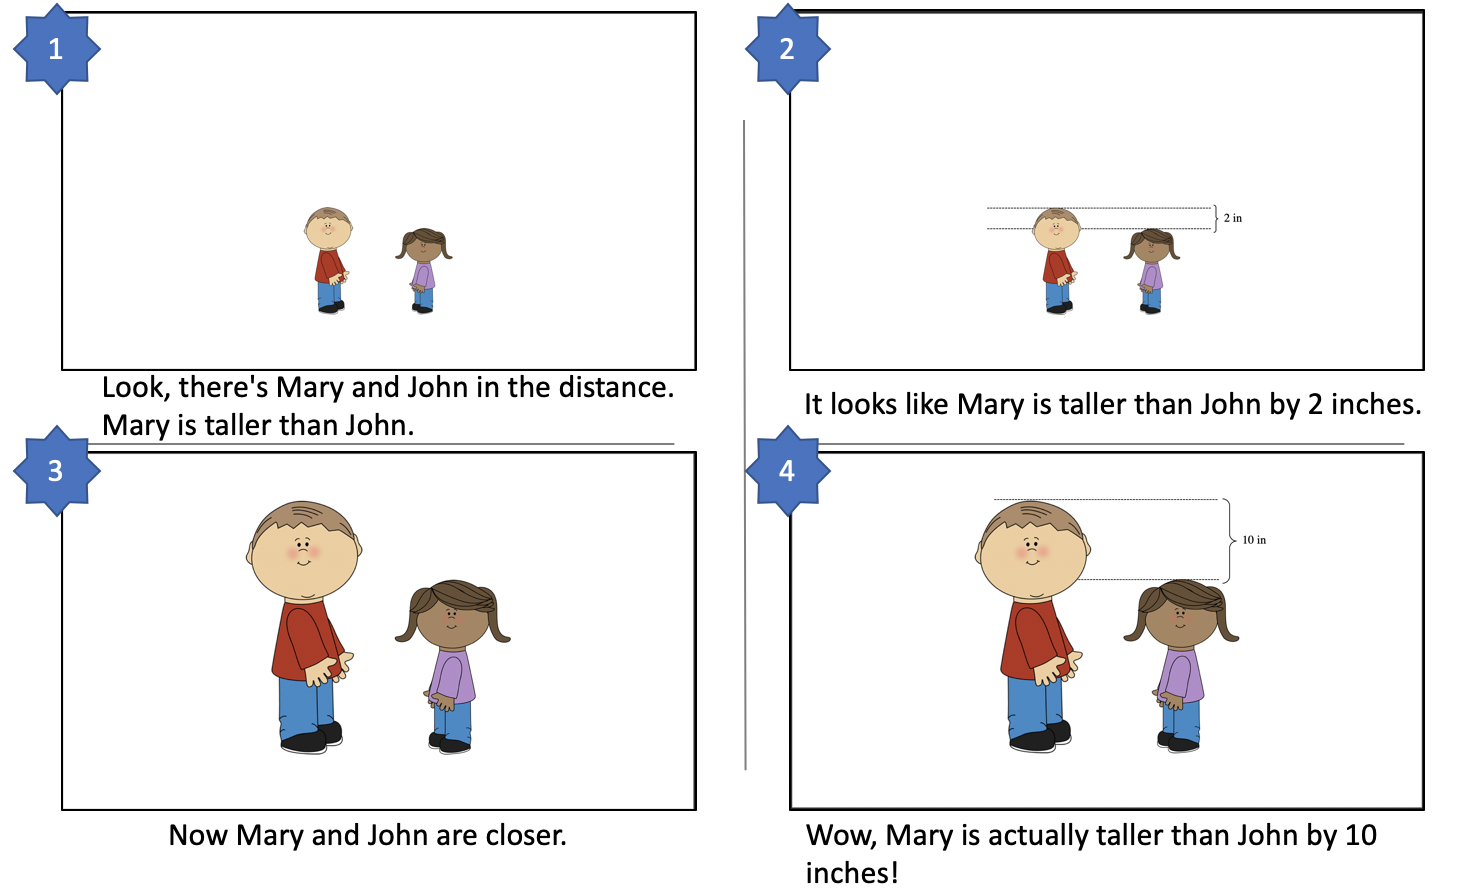 1
Look, there's Mary and John in the distance.
Mary is taller than John.
2
2 in
It looks like Mary is taller than John by 2 inches.
3
Now Mary and John are closer.
4
10 in
Wow, Mary is actually taller than John by 10
inches!